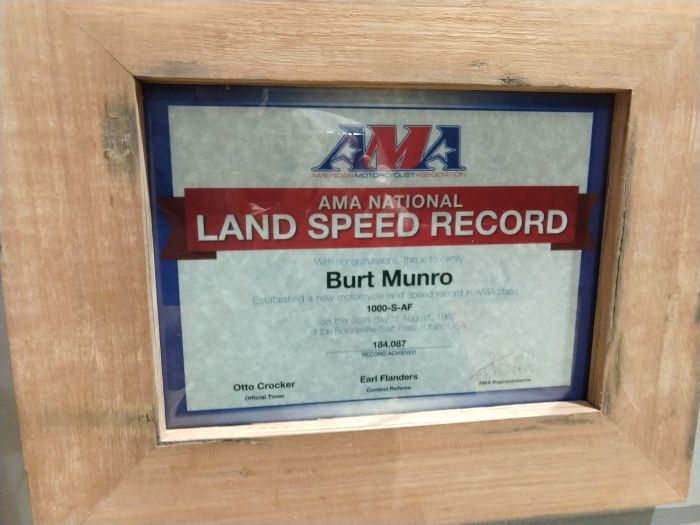 AMA
AMERICAN MOTORCYCLIST ASSOCIATION
AMA NATIONAL
LAND SPEED RECORD
With congratulations, this is to certify
Burt Munro
Established a new motorcycle land speed record in AMA class
1000-S-AF
on the 26th day of August,
at the Bonneville Salt Flats, Utah, USA
184.087
RECORD ACHIEVED
Otto Crocker
Official Timer
Earl Flanders
Contest Referee
AMA Representative